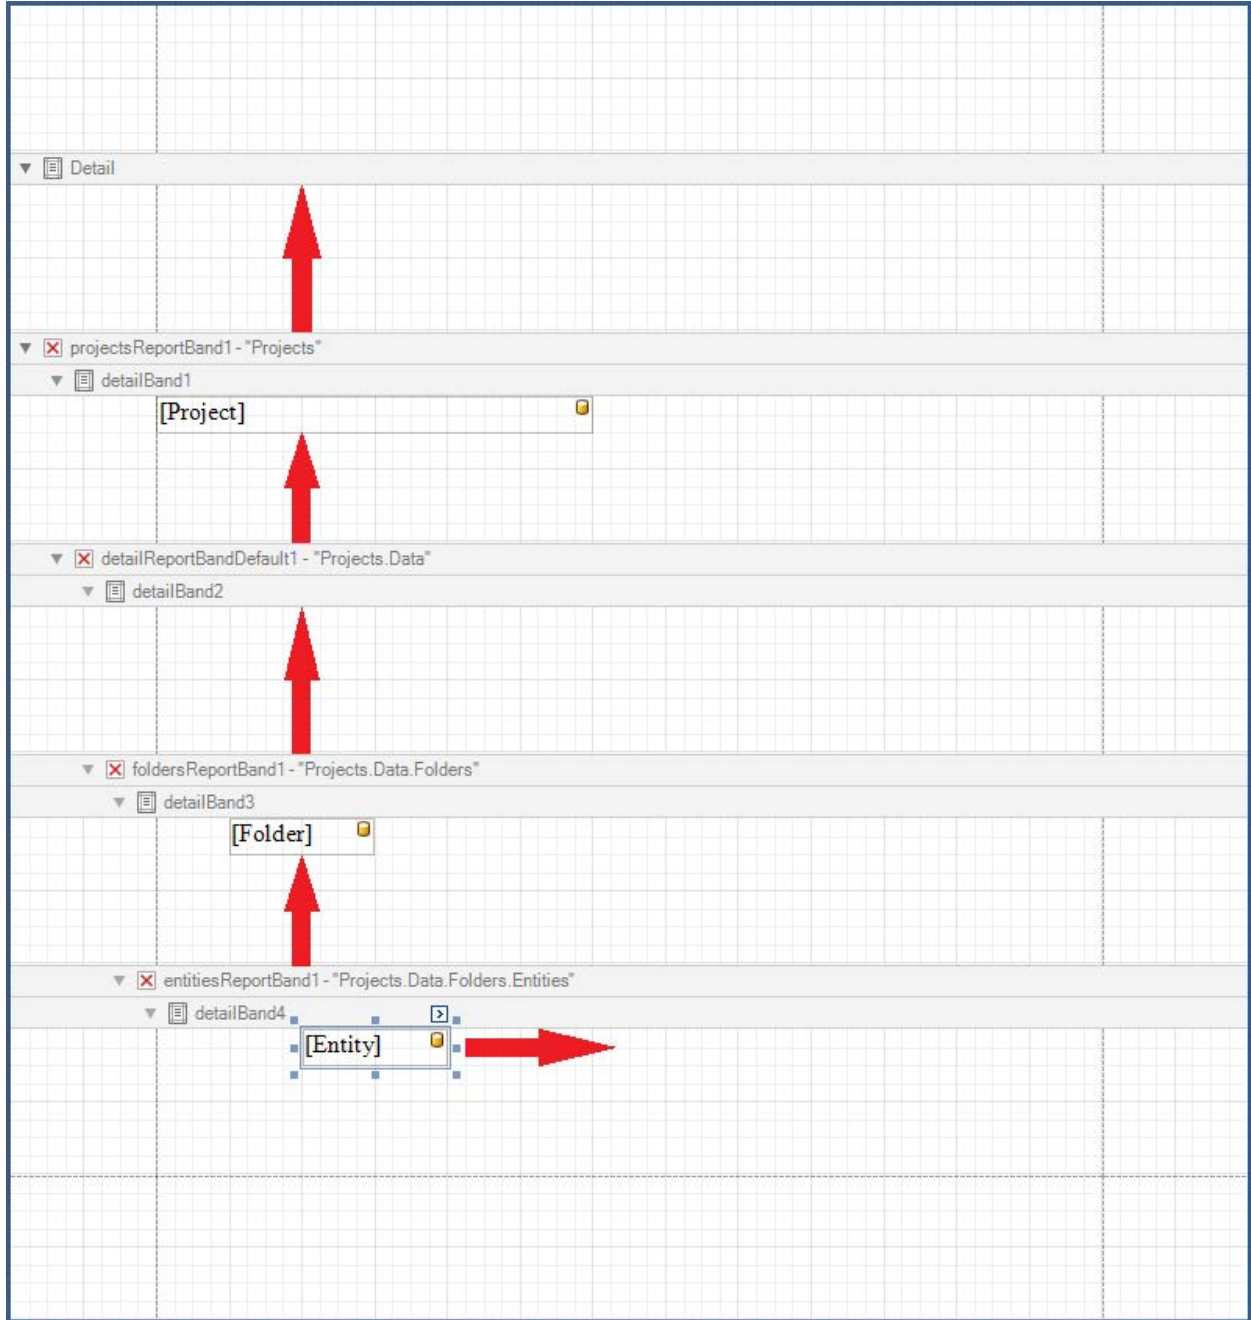 Detail
projectsReportBand1 - "Projects"
detailBand1
[Project]
detailReportBandDefault1 - "Projects.Data"
detailBand2
foldersReportBand1 - "Projects.Data.Folders"
detailBand3
[Folder]
entitiesReportBand1 - "Projects.Data.Folders.Entities"
detailBand4
[Entity]